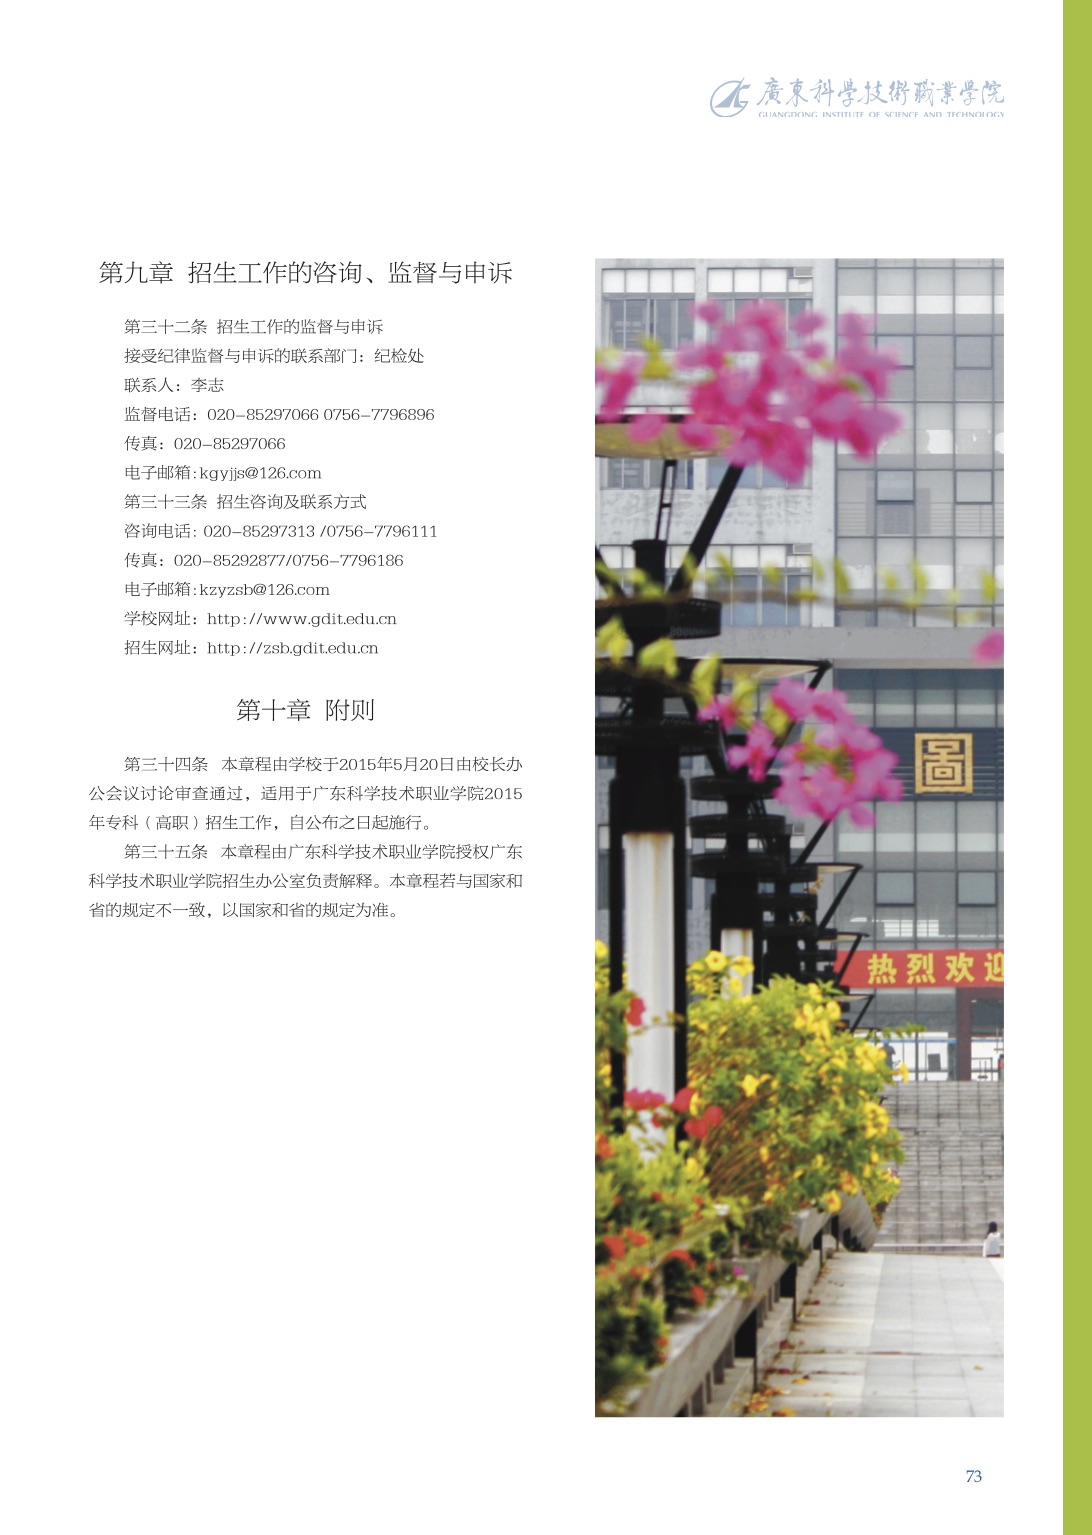 廣東科学技術職業學院
GUANGDONG INSTITUTE OF SCIENCE AND TECHNOLOGY
第九章 招生工作的咨询、监督与申诉
第三十二条 招生工作的监督与申诉
接受纪律监督与申诉的联系部门：纪检处
联系人：李志
监督电话：020-85297066 0756-7796896
传真：020-85297066
电子邮箱:kgyjjs@126.com
第三十三条 招生咨询及联系方式
咨询电话: 020-85297313 /0756-7796111
传真：020-85292877/0756-7796186
电子邮箱:kzyzsb@126.com
学校网址：http://www.gdit.edu.cn
招生网址：http://zsb.gdit.edu.cn
第十章 附则
第三十四条 本章程由学校于2015年5月20日由校长办
公会议讨论审查通过，适用于广东科学技术职业学院2015
年专科（高职）招生工作，自公布之日起施行。
第三十五条 本章程由广东科学技术职业学院授权广东
科学技术职业学院招生办公室负责解释。本章程若与国家和
省的规定不一致，以国家和省的规定为准。
圖
热烈欢迎
73